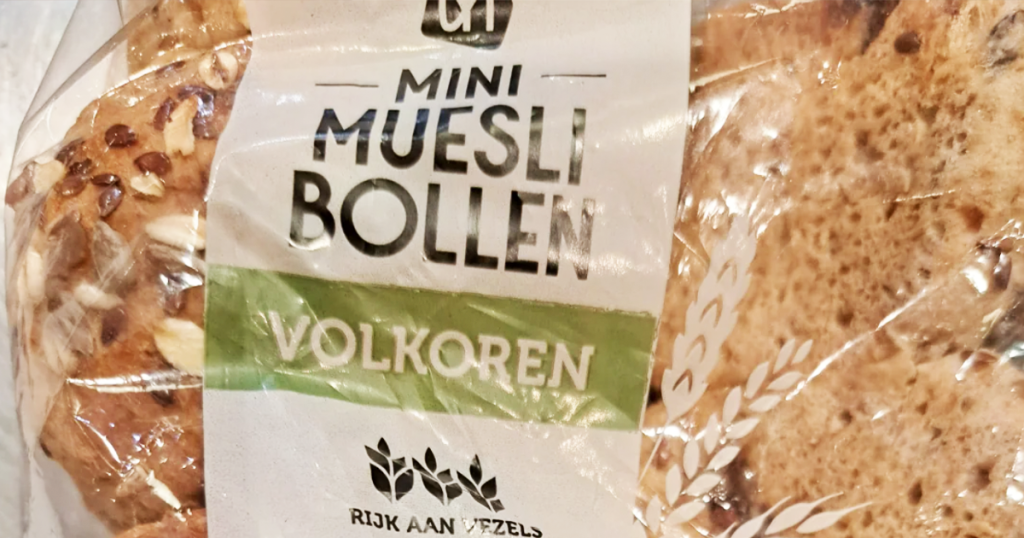 MINI
MUESLI
BOLLEN
VOLKOREN
RIJK AAN VEZELS